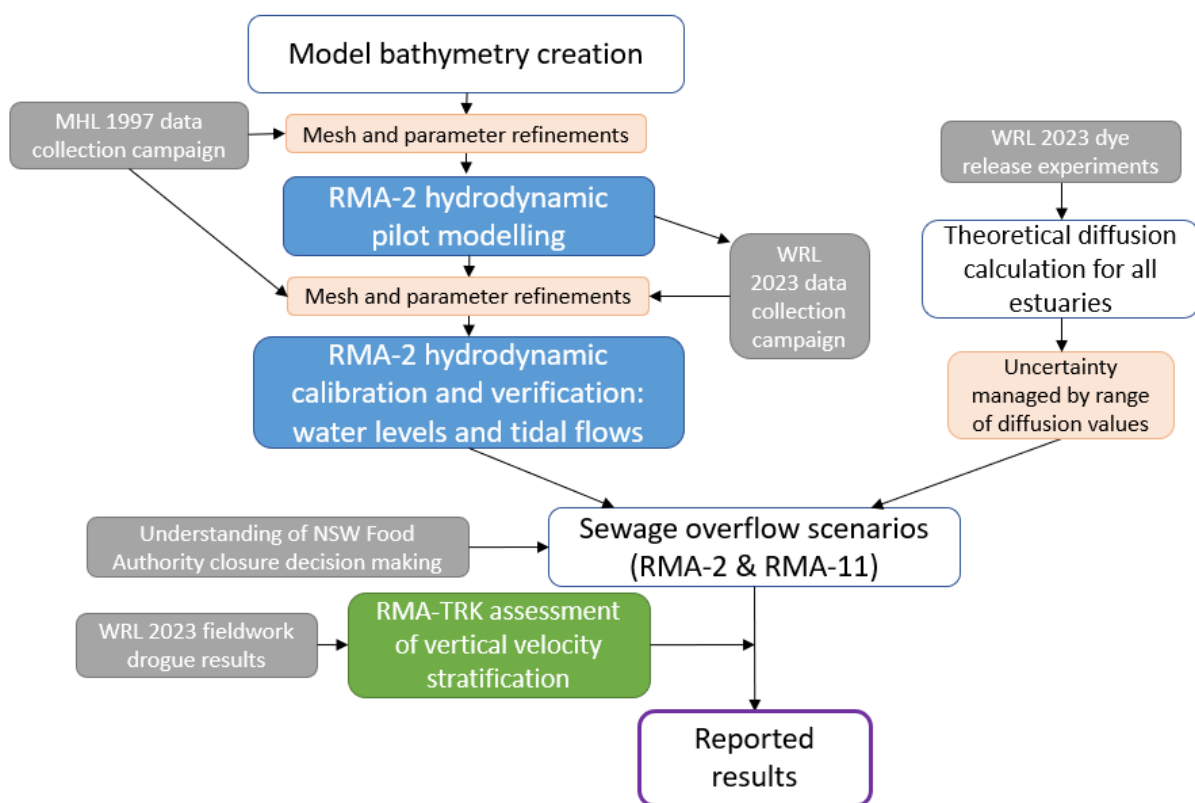 Model bathymetry creation
MHL 1997 data
collection campaign
Mesh and parameter refinements
WRL 2023 dye
release experiments
RMA-2 hydrodynamic
pilot modelling
Theoretical diffusion
calculation for all
estuaries
WRL
2023 data
collection
campaign
Mesh and parameter refinements
RMA-2 hydrodynamic
calibration and verification:
water levels and tidal flows
Uncertainty
managed by range
of diffusion values
Understanding of NSW Food
Authority closure decision making
Sewage overflow scenarios
(RMA-2 & RMA-11)
WRL 2023 fieldwork
drogue results
RMA-TRK assessment
of vertical velocity
stratification
Reported
results